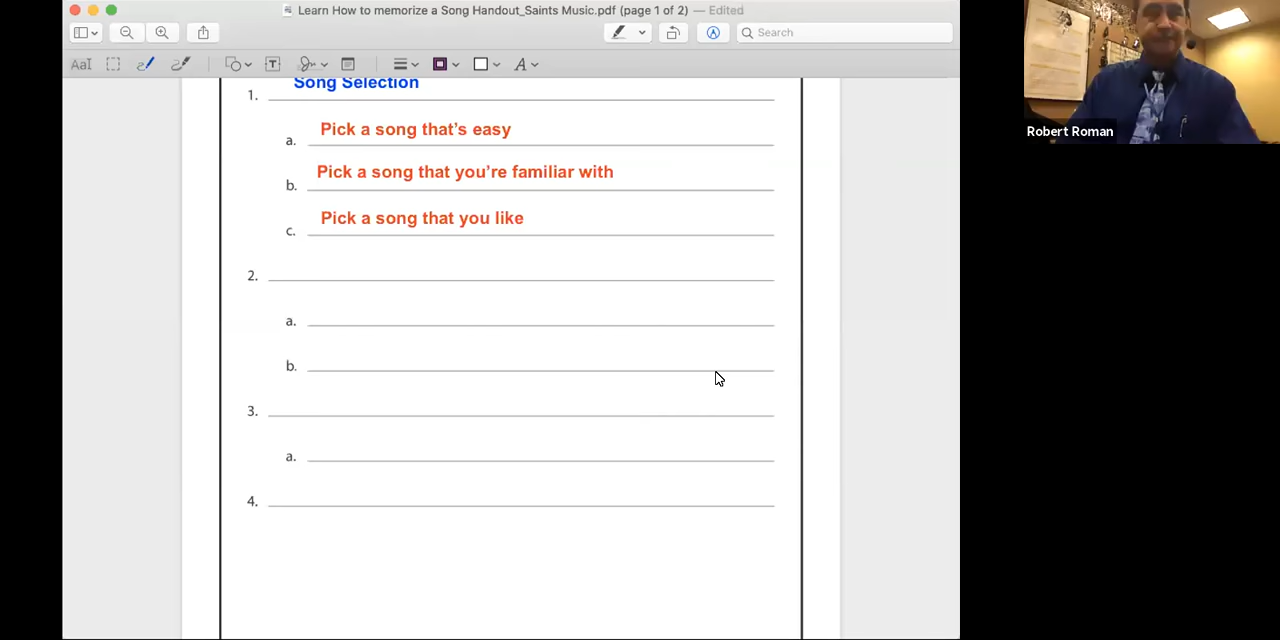 Learn How to memorize a Song Handout_Saints Music.pdf (page 1 of 2) — Edited
Search
AaI
T
A
Song Selection
1.
Pick a song that's easy
a.
Pick a song that you're familiar with
b.
Pick a song that you like
c.
2.
a.
b.
3.
a.
4.
Robert Roman